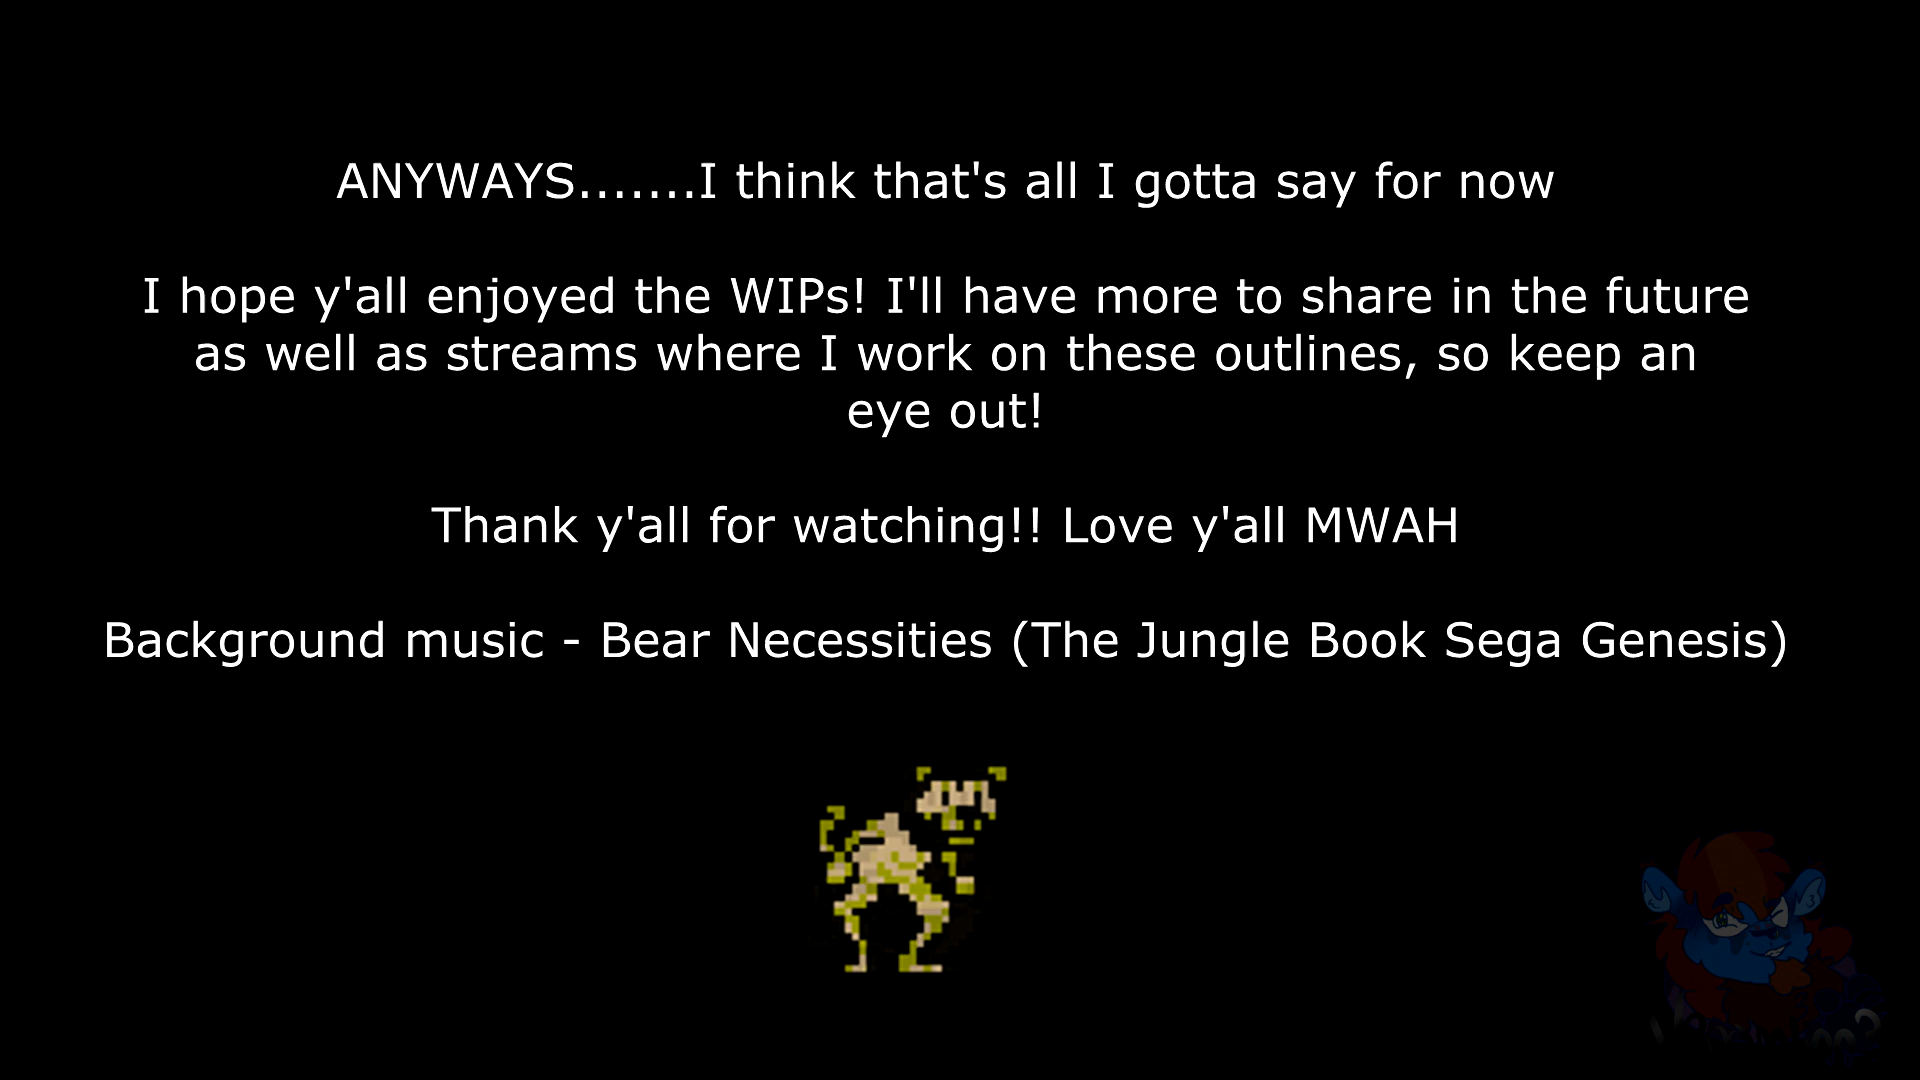 ANYWAYS.......I think that's all I gotta say for now
I hope y'all enjoyed the WIPs! I'll have more to share in the future
as well as streams where I work on these outlines, so keep an
eye out!
Thank y'all for watching!! Love y'all MWAH
Background music - Bear Necessities (The Jungle Book Sega Genesis)